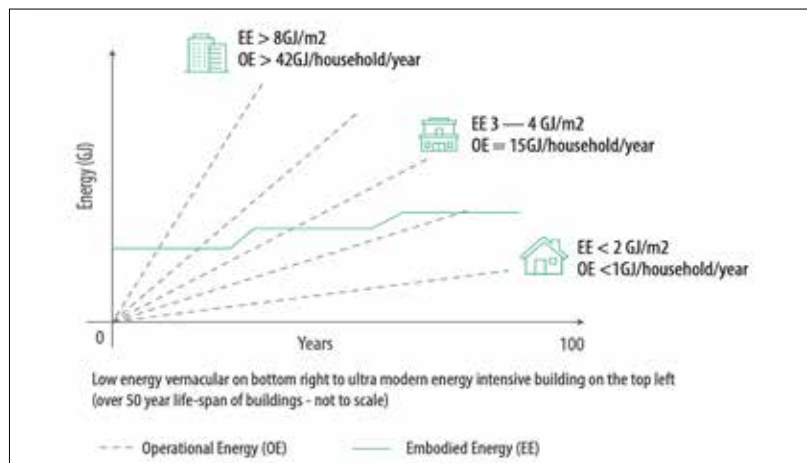 EE > 8GJ/m2
OE > 42GJ/household/year
EE 3 — 4 GJ/m2
OE = 15GJ/household/year
Energy (GJ)
EE < 2 GJ/m2
OE <1GJ/household/year
0
Years
100
Low energy vernacular on bottom right to ultra modern energy intensive building on the top left
(over 50 year life-span of buildings - not to scale)
Operational Energy (OE)
Embodied Energy (EE)